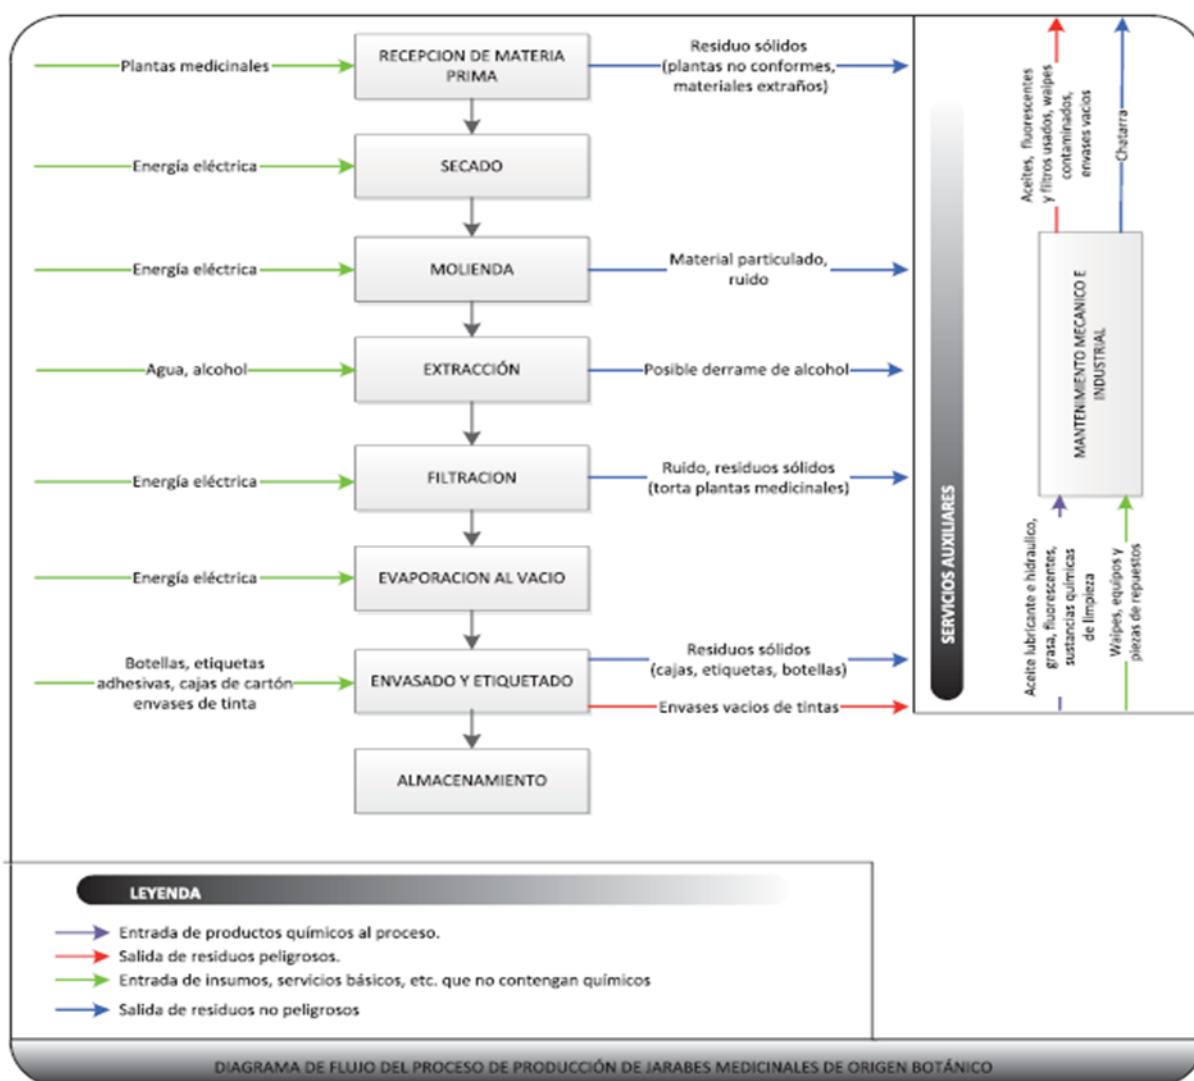 Plantas medicinales
RECEPCION DE MATERIA
PRIMA
Residuo sólidos
(plantas no conformes,
materiales extraños)
Energía eléctrica
SECADO
Energía eléctrica
MOLIENDA
Material particulado,
ruido
Agua, alcohol
EXTRACCIÓN
Posible derrame de alcohol
Energía eléctrica
FILTRACION
Ruido, residuos sólidos
(torta plantas medicinales)
Energía eléctrica
EVAPORACION AL VACIO
Botellas, etiquetas
adhesivas, cajas de cartón
envases de tinta
ENVASADO Y ETIQUETADO
Residuos sólidos
(cajas, etiquetas, botellas)
Envases vacios de tintas
ALMACENAMIENTO
SERVICIOS AUXILIARES
Aceites, fluorescentes
y filtros usados, waipes
contaminados,
envases vacios
Chatarra
MANTENIMIENTO MECANICO E
INDUSTRIAL
Aceite lubricante e hidraulico,
grasa, fluorescentes,
sustancias químicas
de limpieza
Waipes, equipos y
piezas de repuestos
LEYENDA
Entrada de productos químicos al proceso.
Salida de residuos peligrosos.
Entrada de insumos, servicios básicos, etc. que no contengan químicos
Salida de residuos no peligrosos
DIAGRAMA DE FLUJO DEL PROCESO DE PRODUCCIÓN DE JARABES MEDICINALES DE ORIGEN BOTÁNICO